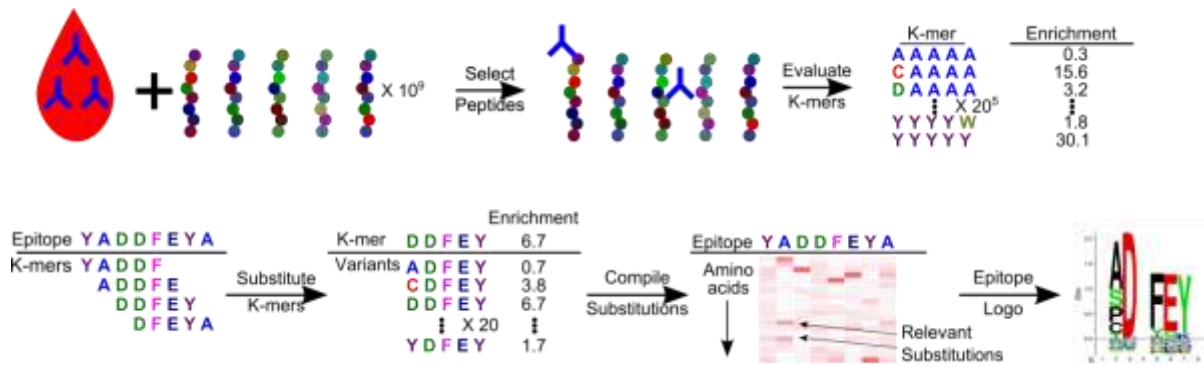 K-mer Enrichment
A A A A A 0.3
C A A A A 15.6
D A A A A 3.2
X 20⁵
Y Y Y Y W 1.8
Y Y Y Y Y 30.1
X 10⁹
Select
Peptides
Evaluate
K-mers
Epitope Y A D D F E Y A
K-mers Y A D D F
A D D F E
D D F E Y
D F E Y A
Substitute
K-mers
Enrichment
K-mer D D F E Y 6.7
Variants A D F E Y 0.7
C D F E Y 3.8
D D F E Y 6.7
X 20
Y D F E Y 1.7
Compile
Substitutions
Epitope Y A D D F E Y A
Amino
acids
Relevant
Substitutions
Epitope
Logo
A
S
P
C
D
F
E
Y